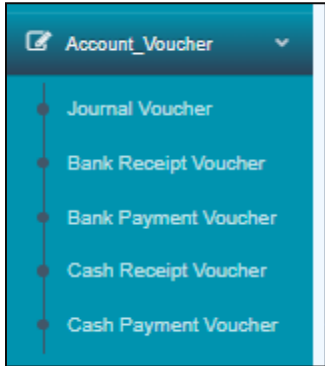 Account_Voucher
Journal Voucher
Bank Receipt Voucher
Bank Payment Voucher
Cash Receipt Voucher
Cash Payment Voucher